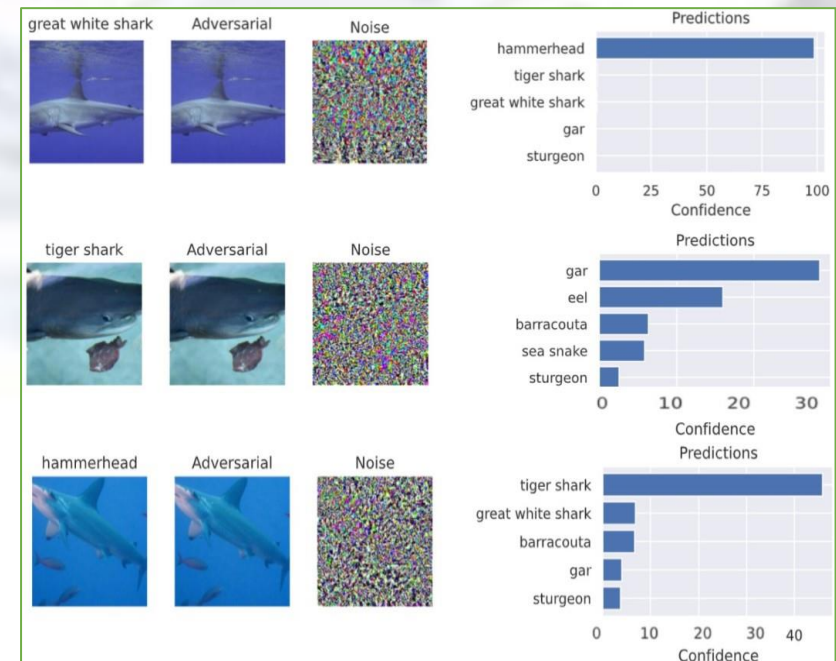 great white shark Adversarial Noise Predictions
hammerhead
tiger shark
great white shark
gar
sturgeon
0 25 50 75 100
Confidence
tiger shark Adversarial Noise Predictions
gar
eel
barracouta
sea snake
sturgeon
0 10 20 30
Confidence
hammerhead Adversarial Noise Predictions
tiger shark
great white shark
barracouta
gar
sturgeon
0 10 20 30 40
Confidence